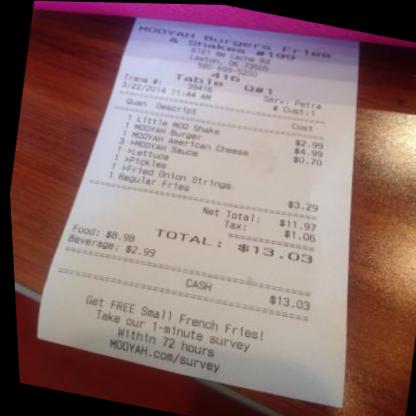 MOOYAH Burgers Fries
& Shakes #199
6121 NW Cache Rd
Lawton, OK 73505
580-699-5200
416
Table Q#1
Trans #: 39416 Serv: Petra
3/22/2014 11:44 AM # Cust:1
Quan Descript Cost
1 Little MOO Shake $2.99
1 MOOYAH Burger $4.99
1 MOOYAH American Cheese $0.70
3 >MOOYAH Sauce
1 >Lettuce
1 >Pickles
1 >Fried Onion Strings
1 Regular Fries $3.29
Net Total: $11.97
Tax: $1.06
TOTAL: $13.03
Food: $8.98
Beverage: $2.99
CASH $13.03
Get FREE Small French Fries!
Take our 1-minute survey
Within 72 hours
MOOYAH.com/survey